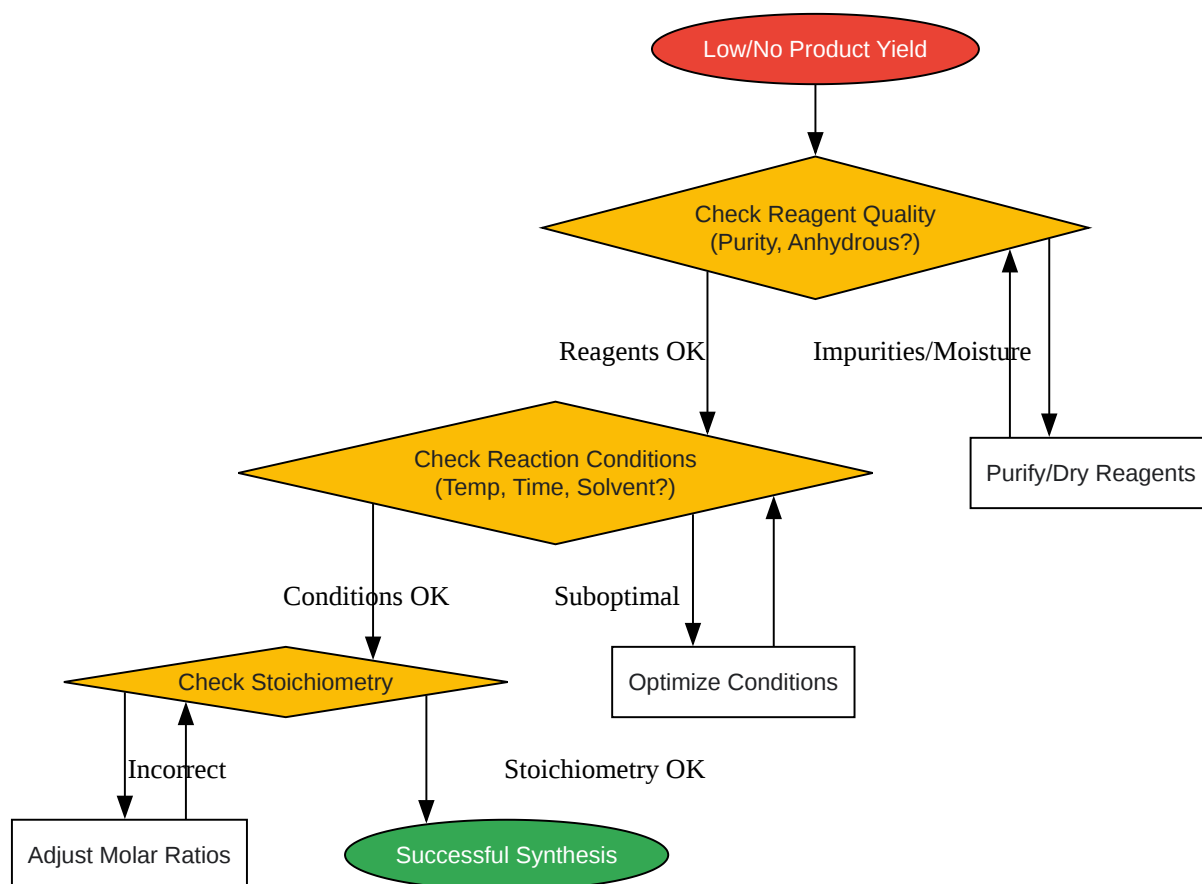 Low/No Product Yield
Check Reagent Quality
(Purity, Anhydrous?)
Reagents OK
Impurities/Moisture
Check Reaction Conditions
(Temp, Time, Solvent?)
Purify/Dry Reagents
Conditions OK
Suboptimal
Check Stoichiometry
Optimize Conditions
Incorrect
Stoichiometry OK
Adjust Molar Ratios
Successful Synthesis